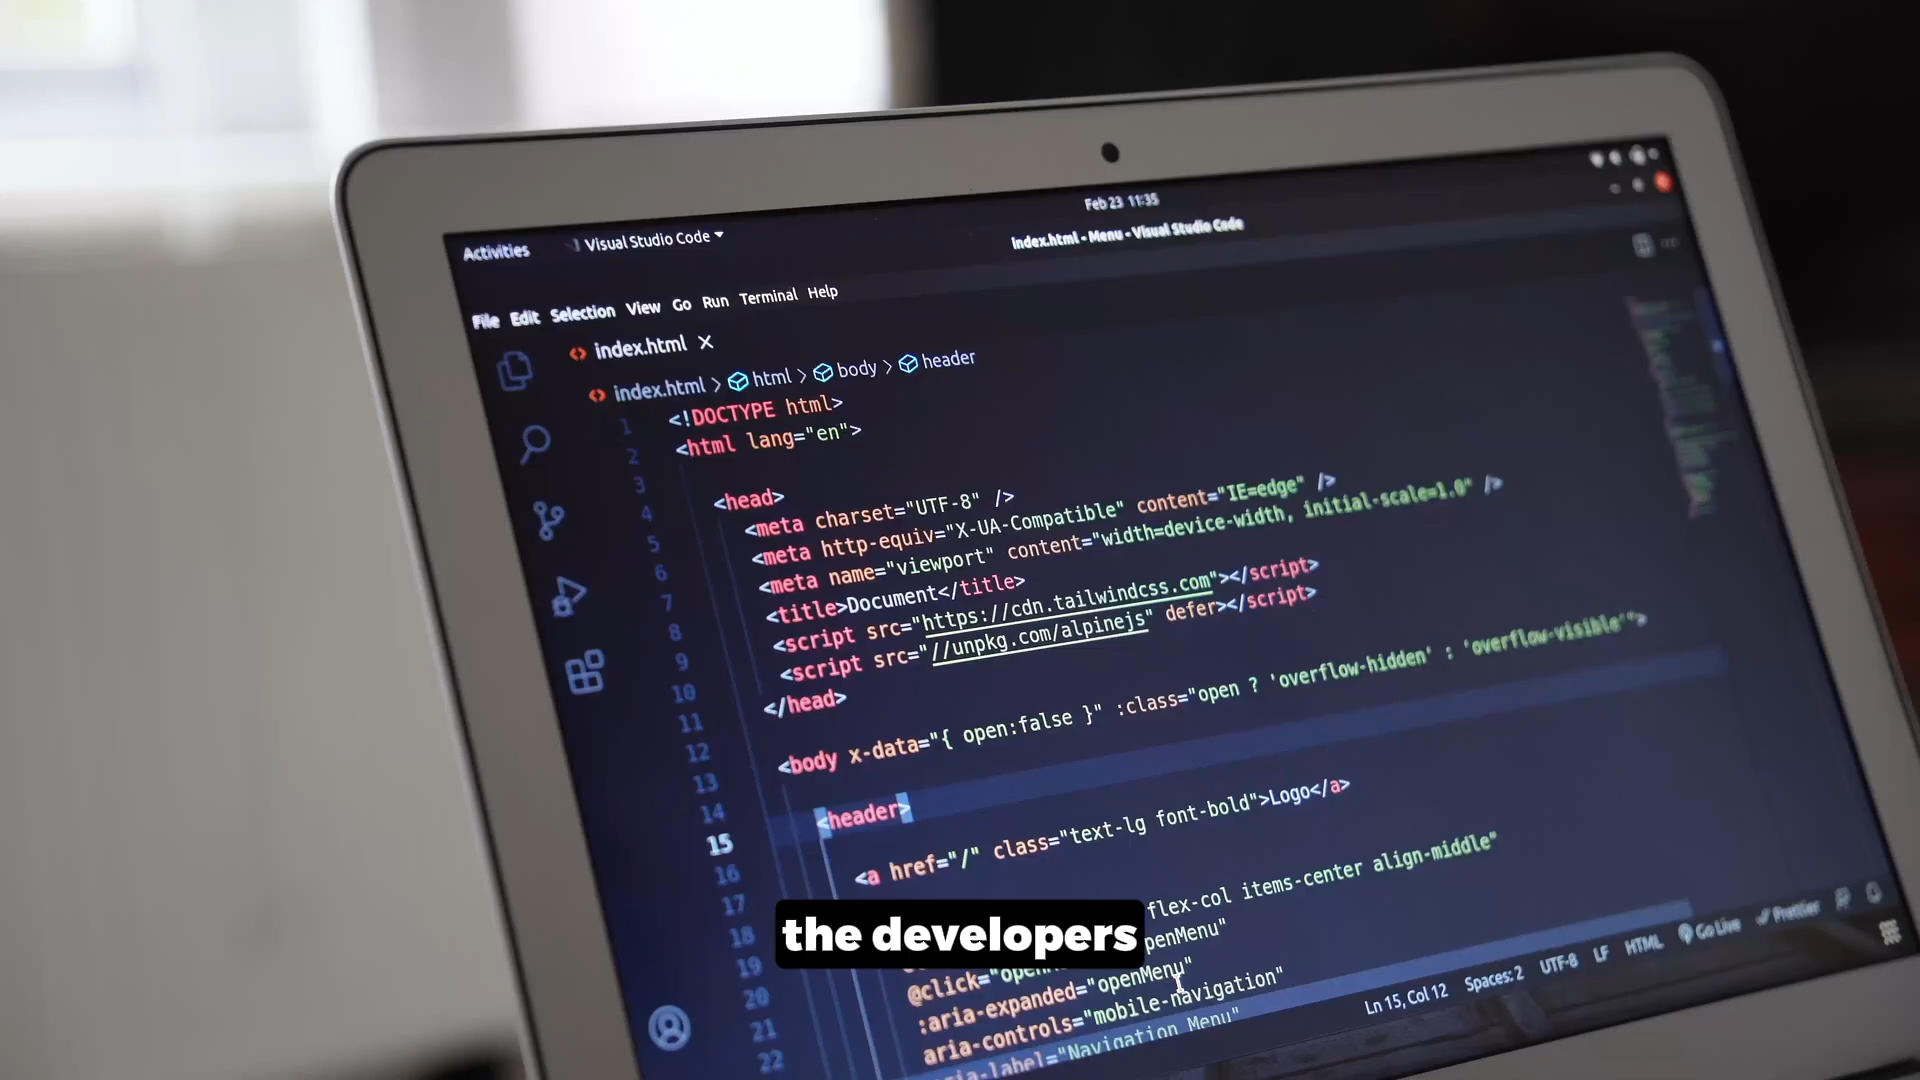 Feb 23 11:35
Activities
Visual Studio Code
index.html - Menu - Visual Studio Code
File Edit Selection View Go Run Terminal Help
index.html
index.html > html > body > header
1 <!DOCTYPE html>
2 <html lang="en">
3
4 <head>
5 <meta charset="UTF-8" />
6 <meta http-equiv="X-UA-Compatible" content="IE=edge" />
7 <meta name="viewport" content="width=device-width, initial-scale=1.0" />
8 <title>Document</title>
9 <script src="https://cdn.tailwindcss.com"></script>
10 <script src="//unpkg.com/alpinejs" defer></script>
11 </head>
12
13 <body x-data="{ open:false }" :class="open ? 'overflow-hidden' : 'overflow-visible'">
14
15 <header>
16
17 <a href="/" class="text-lg font-bold">Logo</a>
18
19 flex-col items-center align-middle"
20 penMenu"
21 @click="open openMenu"
22 :aria-expanded="openMenu"
aria-controls="mobile-navigation"
aria-label="Navigation Menu"
the developers
Ln 15, Col 12 Spaces: 2 UTF-8 LF HTML Go Live Prettier